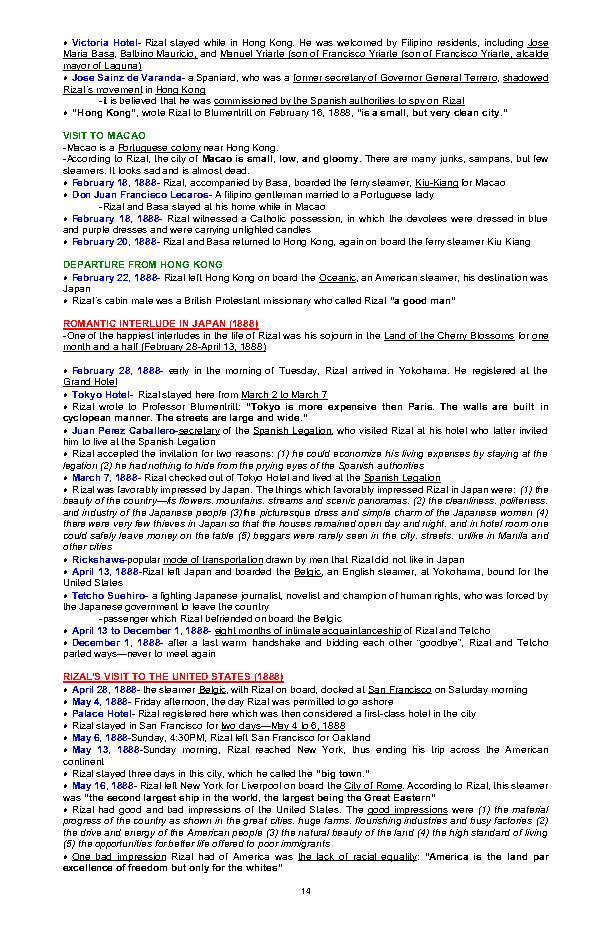 • Victoria Hotel- Rizal stayed while in Hong Kong. He was welcomed by Filipino residents, including Jose
Maria Basa, Balbino Mauricio, and Manuel Yriarte (son of Francisco Yriarte (son of Francisco Yriarte, alcalde
mayor of Laguna)
• Jose Sainz de Varanda- a Spaniard, who was a former secretary of Governor General Terrero, shadowed
Rizal's movement in Hong Kong
-it is believed that he was commissioned by the Spanish authorities to spy on Rizal
• "Hong Kong", wrote Rizal to Blumentritt on February 16, 1888, "is a small, but very clean city."
VISIT TO MACAO
-Macao is a Portuguese colony near Hong Kong.
-According to Rizal, the city of Macao is small, low, and gloomy. There are many junks, sampans, but few
steamers. It looks sad and is almost dead.
• February 18, 1888- Rizal, accompanied by Basa, boarded the ferry steamer, Kiu-Kiang for Macao
• Don Juan Francisco Lecaros- A filipino gentleman married to a Portuguese lady
-Rizal and Basa stayed at his home while in Macao
• February 18, 1888- Rizal witnessed a Catholic possession, in which the devotees were dressed in blue
and purple dresses and were carrying unlighted candles
• February 20, 1888- Rizal and Basa returned to Hong Kong, again on board the ferry steamer Kiu Kiang
DEPARTURE FROM HONG KONG
• February 22, 1888- Rizal left Hong Kong on board the Oceanic, an American steamer, his destination was
Japan
• Rizal's cabin mate was a British Protestant missionary who called Rizal "a good man"
ROMANTIC INTERLUDE IN JAPAN (1888)
-One of the happiest interludes in the life of Rizal was his sojourn in the Land of the Cherry Blossoms for one
month and a half (February 28-April 13, 1888)
• February 28, 1888- early in the morning of Tuesday, Rizal arrived in Yokohama. He registered at the
Grand Hotel
• Tokyo Hotel- Rizal stayed here from March 2 to March 7
• Rizal wrote to Professor Blumentritt: "Tokyo is more expensive then Paris. The walls are built in
cyclopean manner. The streets are large and wide."
• Juan Perez Caballero-secretary of the Spanish Legation, who visited Rizal at his hotel who latter invited
him to live at the Spanish Legation
• Rizal accepted the invitation for two reasons: (1) he could economize his living expenses by staying at the
legation (2) he had nothing to hide from the prying eyes of the Spanish authorities
• March 7, 1888- Rizal checked out of Tokyo Hotel and lived at the Spanish Legation
• Rizal was favorably impressed by Japan. The things which favorably impressed Rizal in Japan were: (1) the
beauty of the country—its flowers, mountains, streams and scenic panoramas, (2) the cleanliness, politeness,
and industry of the Japanese people (3)the picturesque dress and simple charm of the Japanese women (4)
there were very few thieves in Japan so that the houses remained open day and night, and in hotel room one
could safely leave money on the table (5) beggars were rarely seen in the city, streets, unlike in Manila and
other cities
• Rickshaws-popular mode of transportation drawn by men that Rizal did not like in Japan
• April 13, 1888-Rizal left Japan and boarded the Belgic, an English steamer, at Yokohama, bound for the
United States
• Tetcho Suehiro- a fighting Japanese journalist, novelist and champion of human rights, who was forced by
the Japanese government to leave the country
-passenger which Rizal befriended on board the Belgic
• April 13 to December 1, 1888- eight months of intimate acquaintanceship of Rizal and Tetcho
• December 1, 1888- after a last warm handshake and bidding each other "goodbye", Rizal and Tetcho
parted ways—never to meet again
RIZAL'S VISIT TO THE UNITED STATES (1888)
• April 28, 1888- the steamer Belgic, with Rizal on board, docked at San Francisco on Saturday morning
• May 4, 1888- Friday afternoon, the day Rizal was permitted to go ashore
• Palace Hotel- Rizal registered here which was then considered a first-class hotel in the city
• Rizal stayed in San Francisco for two days—May 4 to 6, 1888
• May 6, 1888-Sunday, 4:30PM, Rizal left San Francisco for Oakland
• May 13, 1888-Sunday morning, Rizal reached New York, thus ending his trip across the American
continent
• Rizal stayed three days in this city, which he called the "big town."
• May 16, 1888- Rizal left New York for Liverpool on board the City of Rome. According to Rizal, this steamer
was "the second largest ship in the world, the largest being the Great Eastern"
• Rizal had good and bad impressions of the United States. The good impressions were (1) the material
progress of the country as shown in the great cities, huge farms, flourishing industries and busy factories (2)
the drive and energy of the American people (3) the natural beauty of the land (4) the high standard of living
(5) the opportunities for better life offered to poor immigrants
• One bad impression Rizal had of America was the lack of racial equality: "America is the land par
excellence of freedom but only for the whites"
14